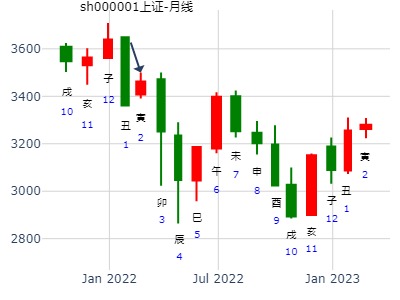 sh000001上证-月线
3600
3400
3200
3000
2800
戌
10
亥
11
子
12
丑
1
寅
2
卯
3
辰
4
巳
5
午
6
未
7
申
8
酉
9
戌
10
亥
11
子
12
丑
1
寅
2
Jan 2022
Jul 2022
Jan 2023